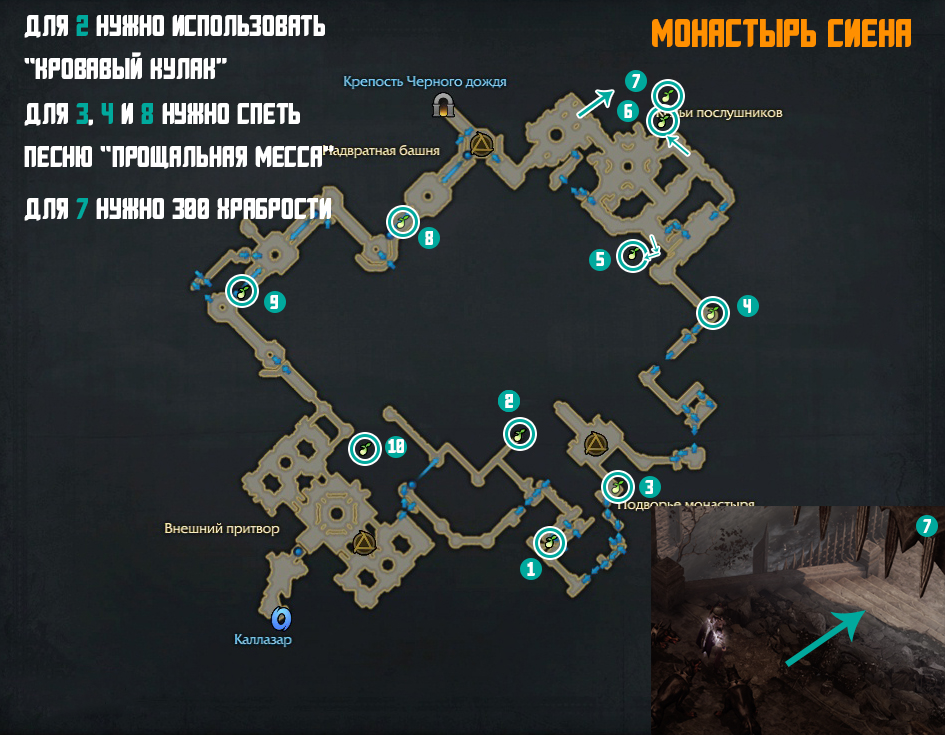 ДЛЯ 2 НУЖНО ИСПОЛЬЗОВАТЬ
"КРОВАВЫЙ КУЛАК"
ДЛЯ 3, 4 И 8 НУЖНО СПЕТЬ
ПЕСНЮ "ПРОЩАЛЬНАЯ МЕССА"
ДЛЯ 7 НУЖНО 300 ХРАБРОСТИ
МОНАСТЫРЬ СИЕНА
Крепость Черного дождя
7
6
ьи послушников
Надвратная башня
8
5
9
4
2
10
3
Подворье монастыря
Внешний притвор
1
7
Каллазар